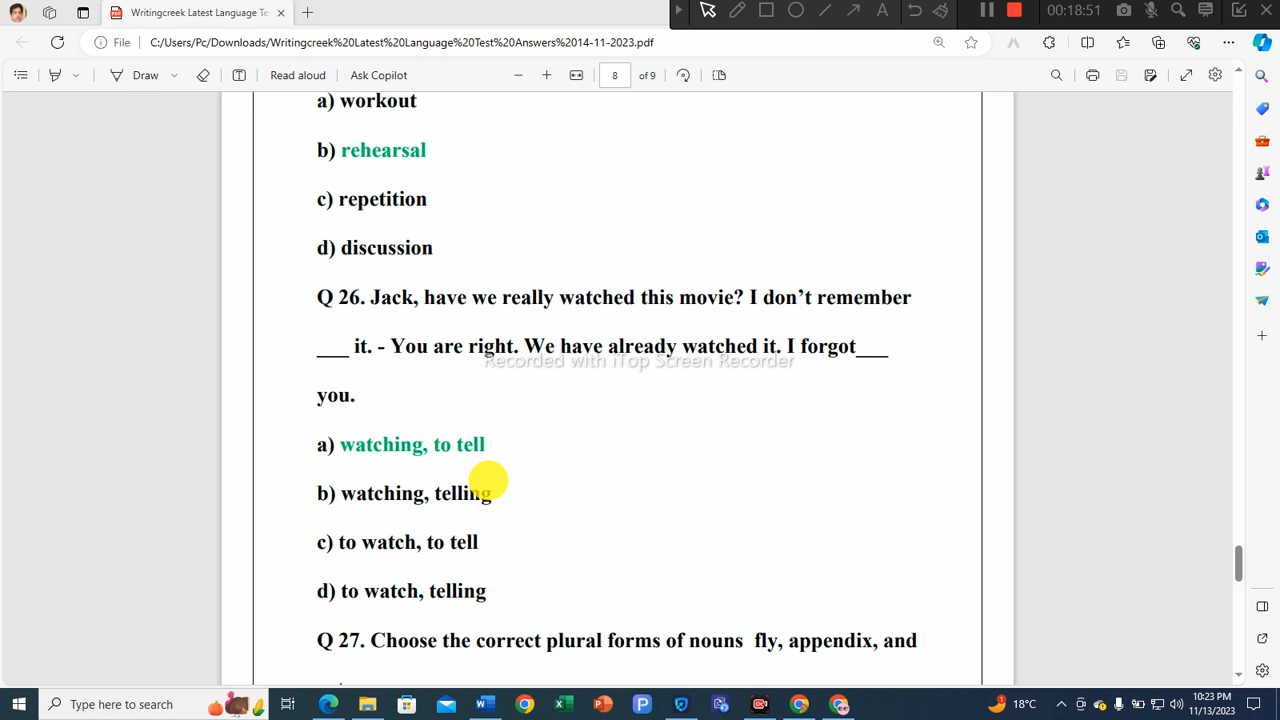 Writingcreek Latest Language Te
00:18:51
File
C:/Users/Pc/Downloads/Writingcreek%20Latest%20Language%20Test%20Answers%2014-11-2023.pdf
Draw
Read aloud
Ask Copilot
8
of 9
a) workout
b) rehearsal
c) repetition
d) discussion
Q 26. Jack, have we really watched this movie? I don’t remember
___ it. - You are right. We have already watched it. I forgot___
Recorded with iTop Screen Recorder
you.
a) watching, to tell
b) watching, telling
c) to watch, to tell
d) to watch, telling
Q 27. Choose the correct plural forms of nouns fly, appendix, and
Type here to search
18°C
10:23 PM
11/13/2023